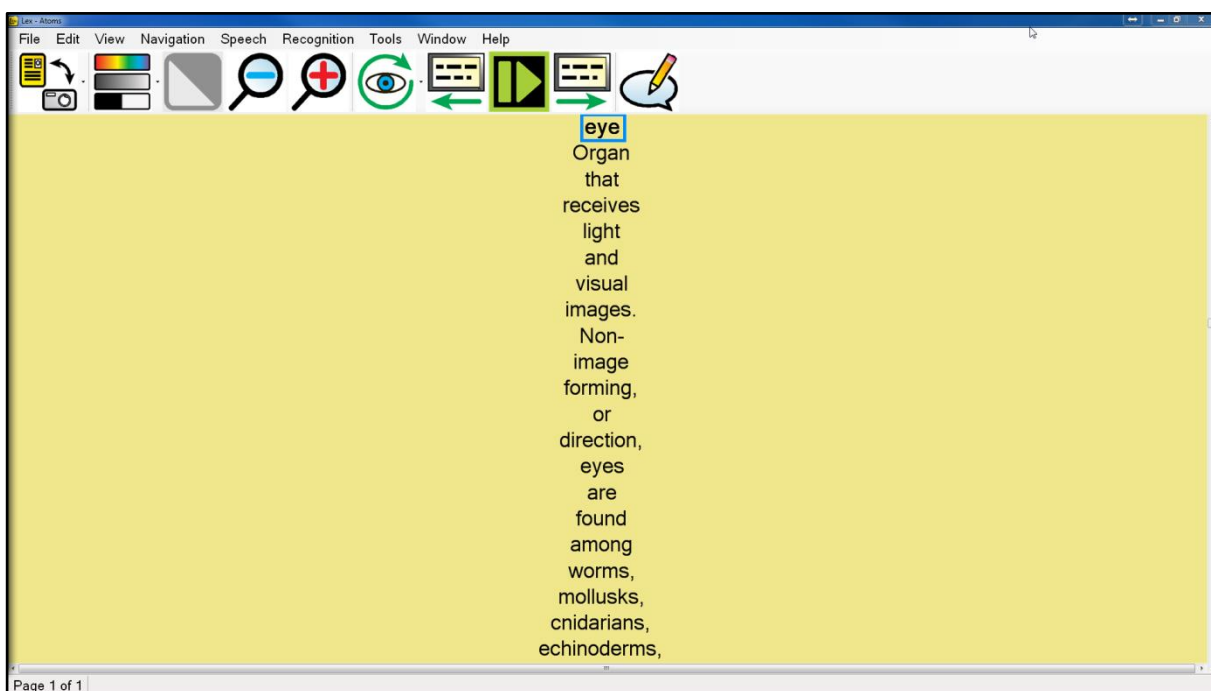 Lex - Atoms
File Edit View Navigation Speech Recognition Tools Window Help
eye
Organ
that
receives
light
and
visual
images.
Non-
image
forming,
or
direction,
eyes
are
found
among
worms,
mollusks,
cnidarians,
echinoderms,
Page 1 of 1